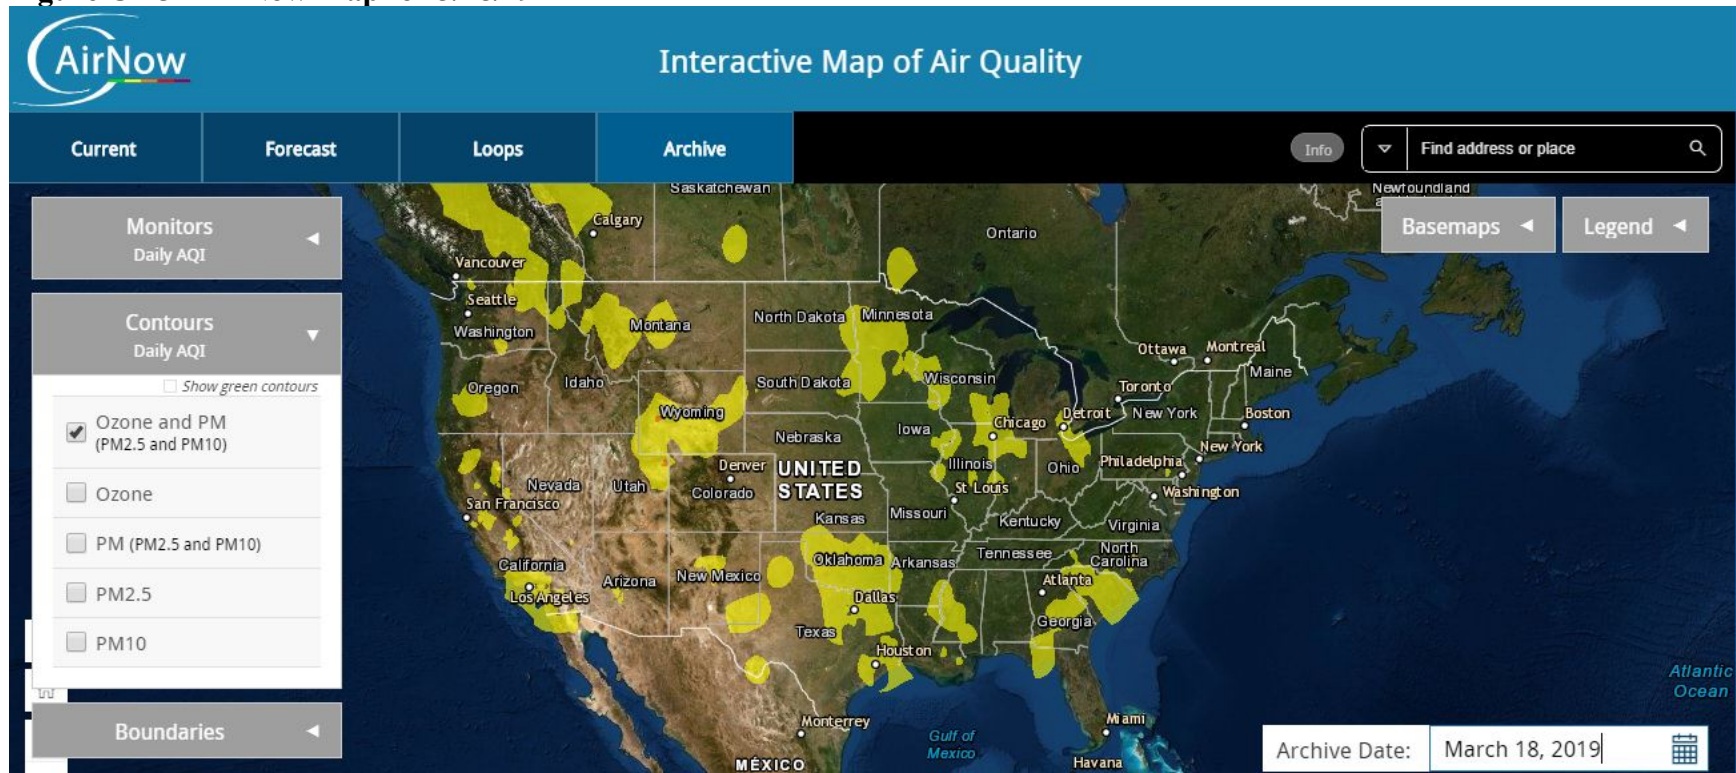 AirNow
Interactive Map of Air Quality
Current
Forecast
Loops
Archive
Info
Find address or place
Monitors
Daily AQI
Contours
Daily AQI
Show green contours
Ozone and PM
(PM2.5 and PM10)
Ozone
PM (PM2.5 and PM10)
PM2.5
PM10
Boundaries
Basemaps
Legend
Saskatchewan
Newfoundland
Calgary
Ontario
Vancouver
Seattle
Washington
Montana
North Dakota
Minnesota
Ottawa
Montreal
Maine
Oregon
Idaho
South Dakota
Wisconsin
Toronto
Wyoming
Detroit
New York
Boston
Chicago
Nebraska
Iowa
New York
Denver
UNITED
STATES
Illinois
Ohio
Philadelphia
Nevada
Utah
Colorado
St Louis
Washington
San Francisco
Kansas
Missouri
Kentucky
Virginia
California
Oklahoma
Arkansas
Tennessee
North
Carolina
Arizona
New Mexico
Atlanta
Los Angeles
Dallas
Georgia
Texas
Houston
Atlantic
Ocean
Monterrey
Gulf of
Mexico
Miami
MÉXICO
Havana
Archive Date:
March 18, 2019